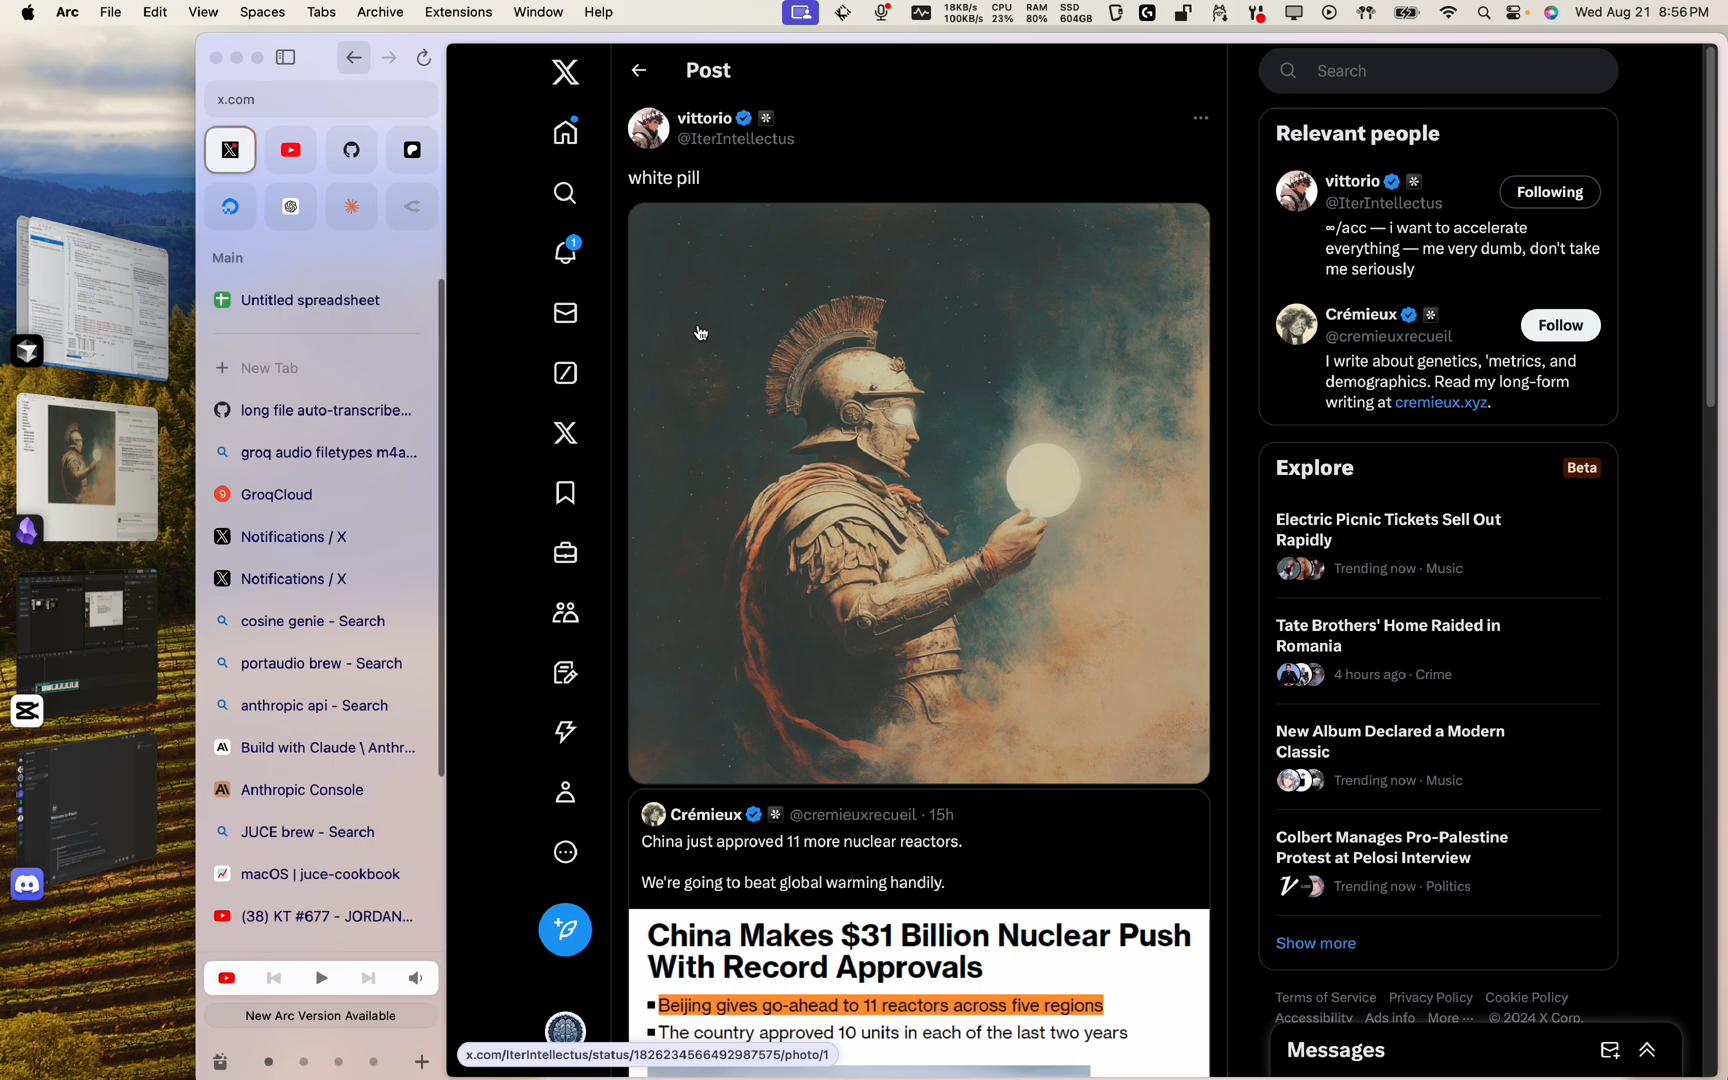 Arc File Edit View Spaces Tabs Archive Extensions Window Help
18KB/s 100KB/s CPU 23% RAM 80% SSD 604GB Wed Aug 21 8:56 PM
x.com
Main
Untitled spreadsheet
+ New Tab
long file auto-transcribe...
groq audio filetypes m4a...
GroqCloud
Notifications / X
Notifications / X
cosine genie - Search
portaudio brew - Search
anthropic api - Search
Build with Claude \ Anthr...
Anthropic Console
JUCE brew - Search
macOS | juce-cookbook
(38) KT #677 - JORDAN...
New Arc Version Available
1
Post
vittorio
@IterIntellectus
white pill
Crémieux @cremieuxrecueil · 15h
China just approved 11 more nuclear reactors.
We're going to beat global warming handily.
China Makes $31 Billion Nuclear Push
With Record Approvals
Beijing gives go-ahead to 11 reactors across five regions
The country approved 10 units in each of the last two years
x.com/IterIntellectus/status/1826234566492987575/photo/1
Search
Relevant people
vittorio
@IterIntellectus
Following
∞/acc — i want to accelerate
everything — me very dumb, don't take
me seriously
Crémieux
@cremieuxrecueil
Follow
I write about genetics, 'metrics, and
demographics. Read my long-form
writing at cremieux.xyz.
Explore
Beta
Electric Picnic Tickets Sell Out
Rapidly
Trending now · Music
Tate Brothers' Home Raided in
Romania
4 hours ago · Crime
New Album Declared a Modern
Classic
Trending now · Music
Colbert Manages Pro-Palestine
Protest at Pelosi Interview
Trending now · Politics
Show more
Terms of Service Privacy Policy Cookie Policy
Accessibility Ads info More ··· © 2024 X Corp.
Messages